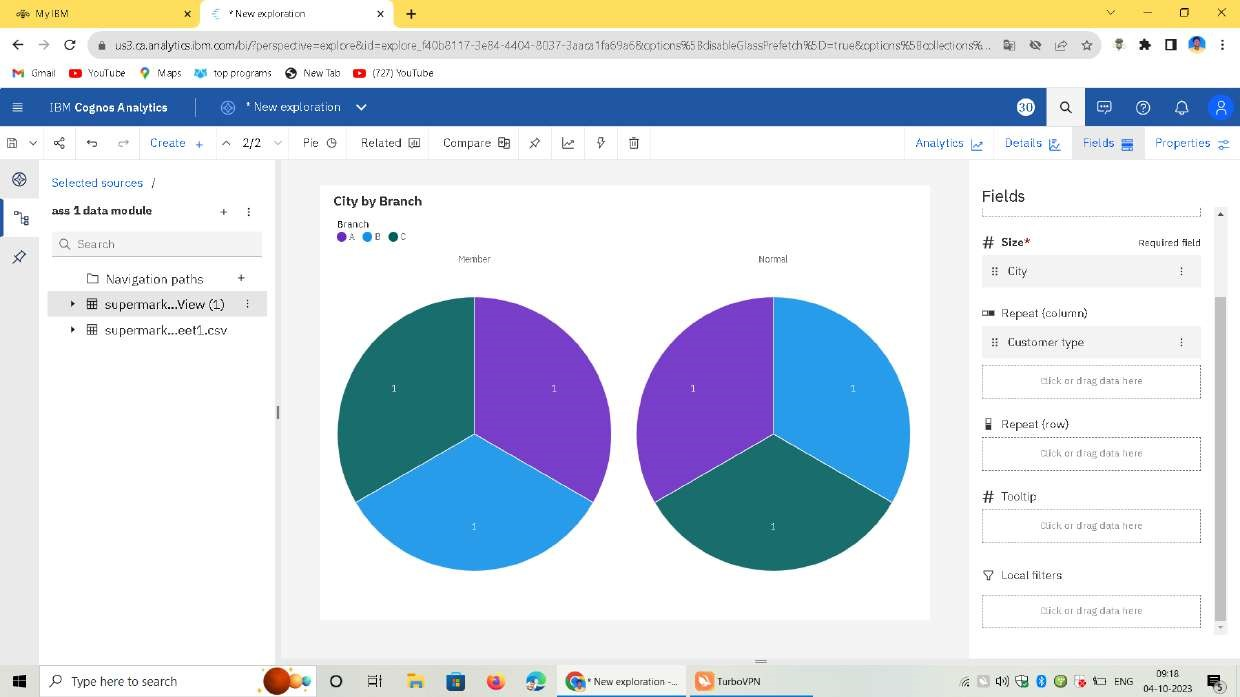 My IBM
* New exploration
us3.ca.analytics.ibm.com/bi/?perspective=explore&id=explore_f40b8117-3e84-4404-8037-3aaca1fa69a6&options%5BdisableGlassPrefetch%5D=true&options%5Bcollections%...
Gmail YouTube Maps top programs New Tab (727) YouTube
IBM Cognos Analytics * New exploration 30
Create + 2/2 Pie Related Compare Analytics Details Fields Properties
Selected sources /
ass 1 data module
Search
Navigation paths
supermark...View (1)
supermark...eet1.csv
City by Branch
Branch
A B C
Member Normal
1 1 1
1 1 1
Fields
# Size* Required field
City
Repeat (column)
Customer type
Click or drag data here
Repeat (row)
Click or drag data here
# Tooltip
Click or drag data here
Local filters
Click or drag data here
Type here to search
* New exploration -...
TurboVPN
ENG
09:18
04-10-2023
5